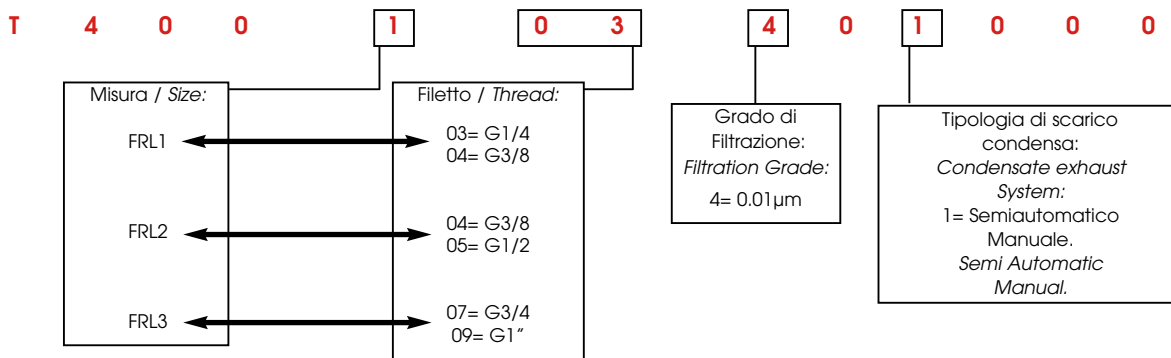 T 4 0 0 1 0 3 4 0 1 0 0 0
Misura / Size:
FRL1
FRL2
FRL3
Filetto / Thread:
03= G1/4
04= G3/8
04= G3/8
05= G1/2
07= G3/4
09= G1″
Grado di
Filtrazione:
Filtration Grade:
4= 0.01µm
Tipologia di scarico
condensa:
Condensate exhaust
System:
1= Semiautomatico
Manuale.
Semi Automatic
Manual.